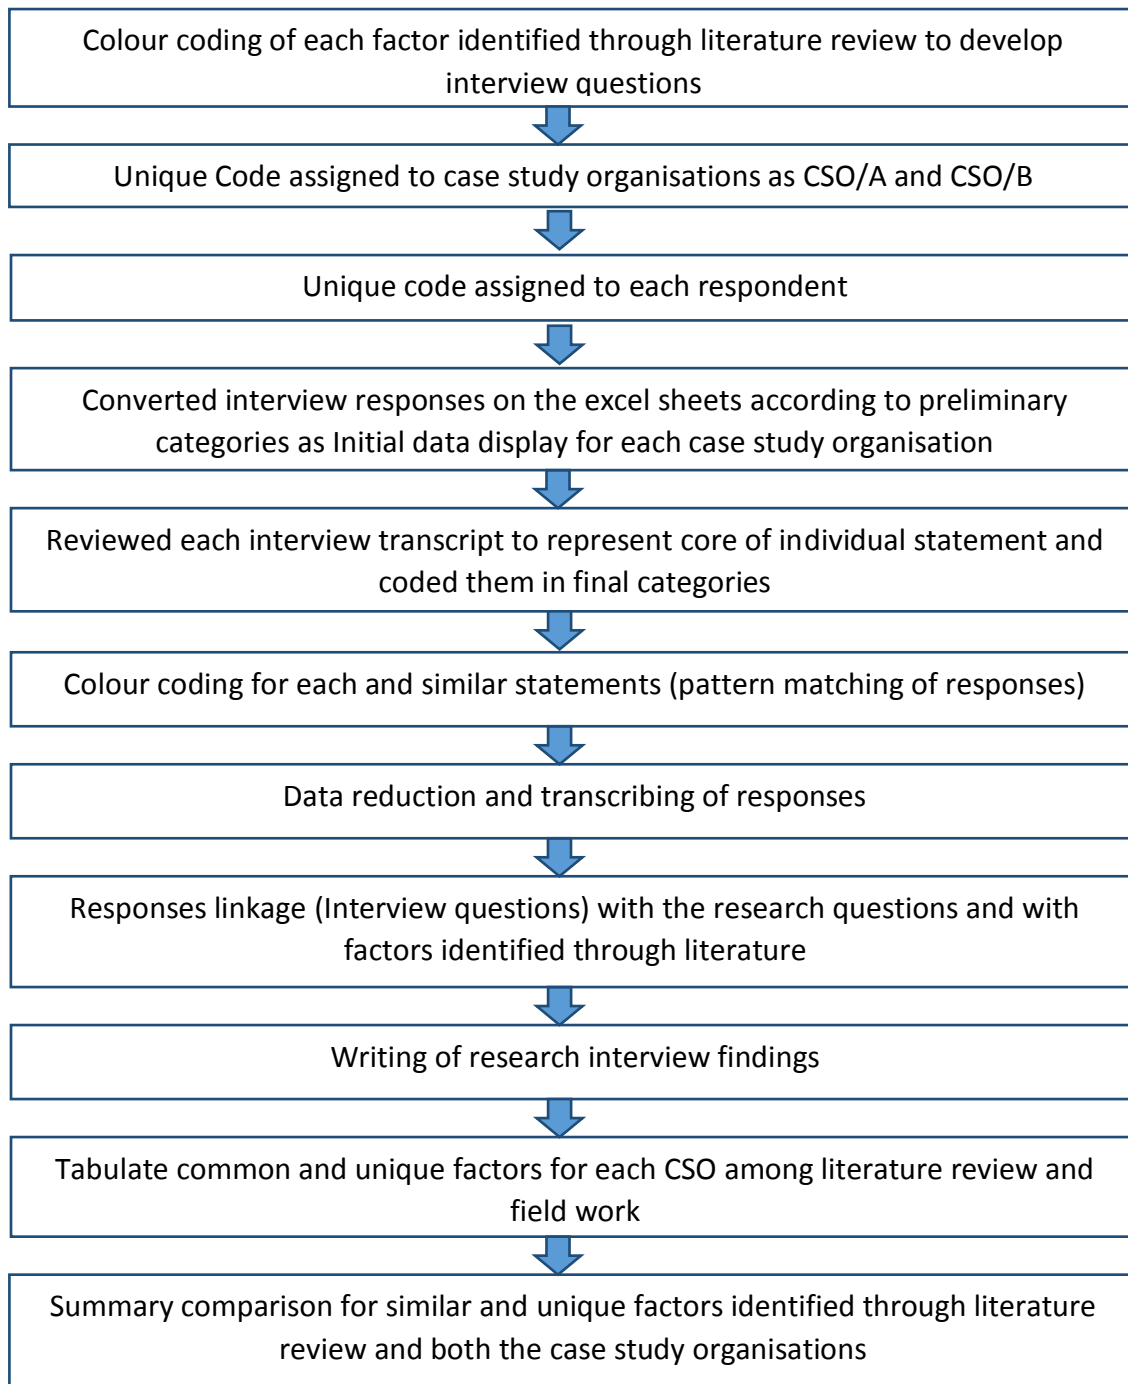 Colour coding of each factor identified through literature review to develop
interview questions
Unique Code assigned to case study organisations as CSO/A and CSO/B
Unique code assigned to each respondent
Converted interview responses on the excel sheets according to preliminary
categories as Initial data display for each case study organisation
Reviewed each interview transcript to represent core of individual statement and
coded them in final categories
Colour coding for each and similar statements (pattern matching of responses)
Data reduction and transcribing of responses
Responses linkage (Interview questions) with the research questions and with
factors identified through literature
Writing of research interview findings
Tabulate common and unique factors for each CSO among literature review and
field work
Summary comparison for similar and unique factors identified through literature
review and both the case study organisations